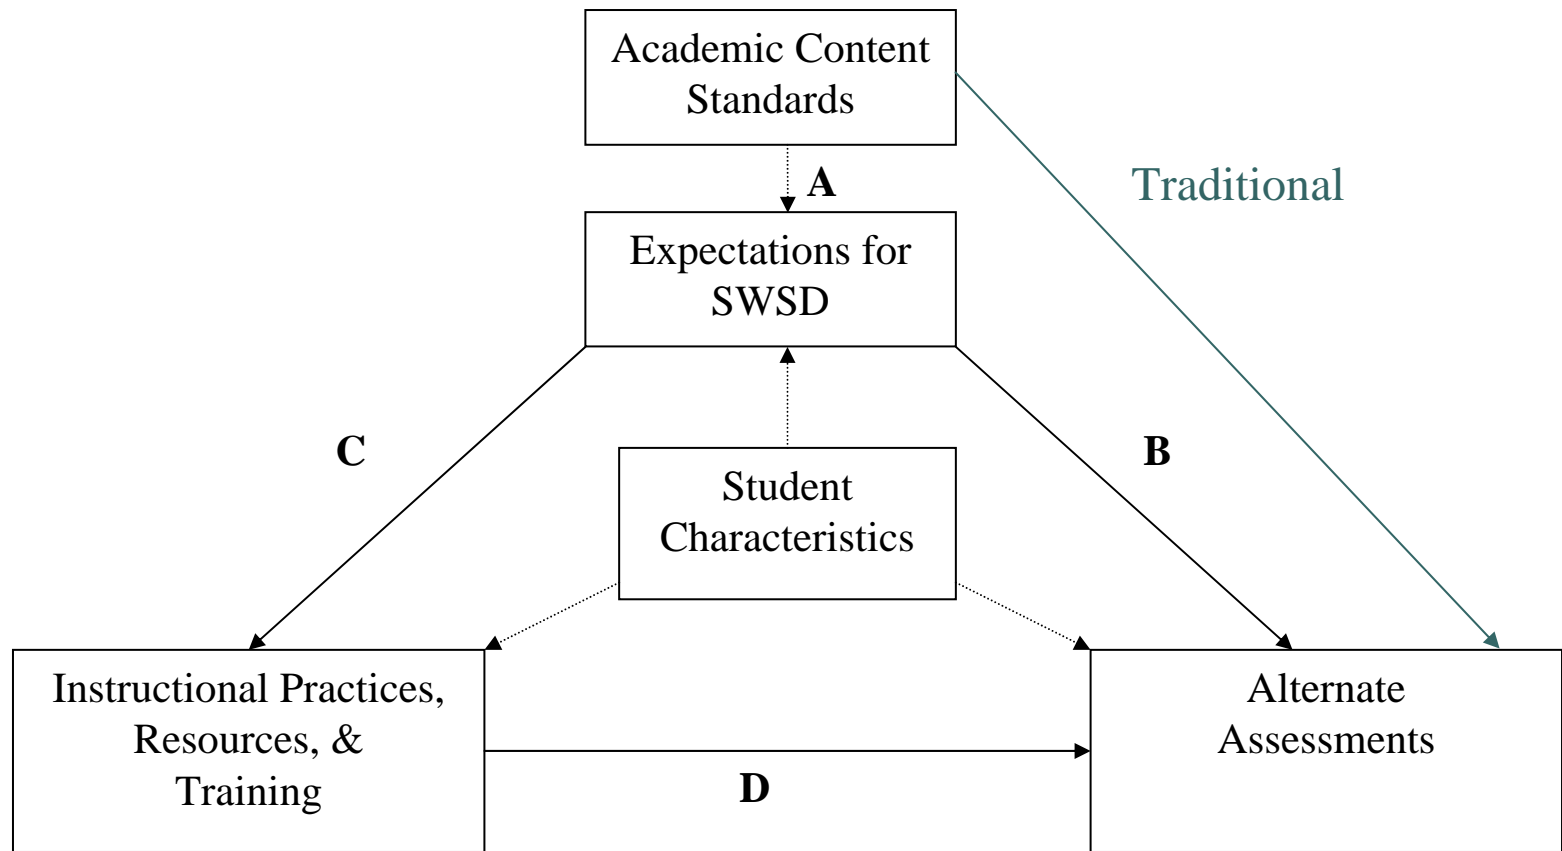 Academic Content
Standards
A
Traditional
Expectations for
SWSD
C
B
Student
Characteristics
Instructional Practices,
Resources, &
Training
D
Alternate
Assessments